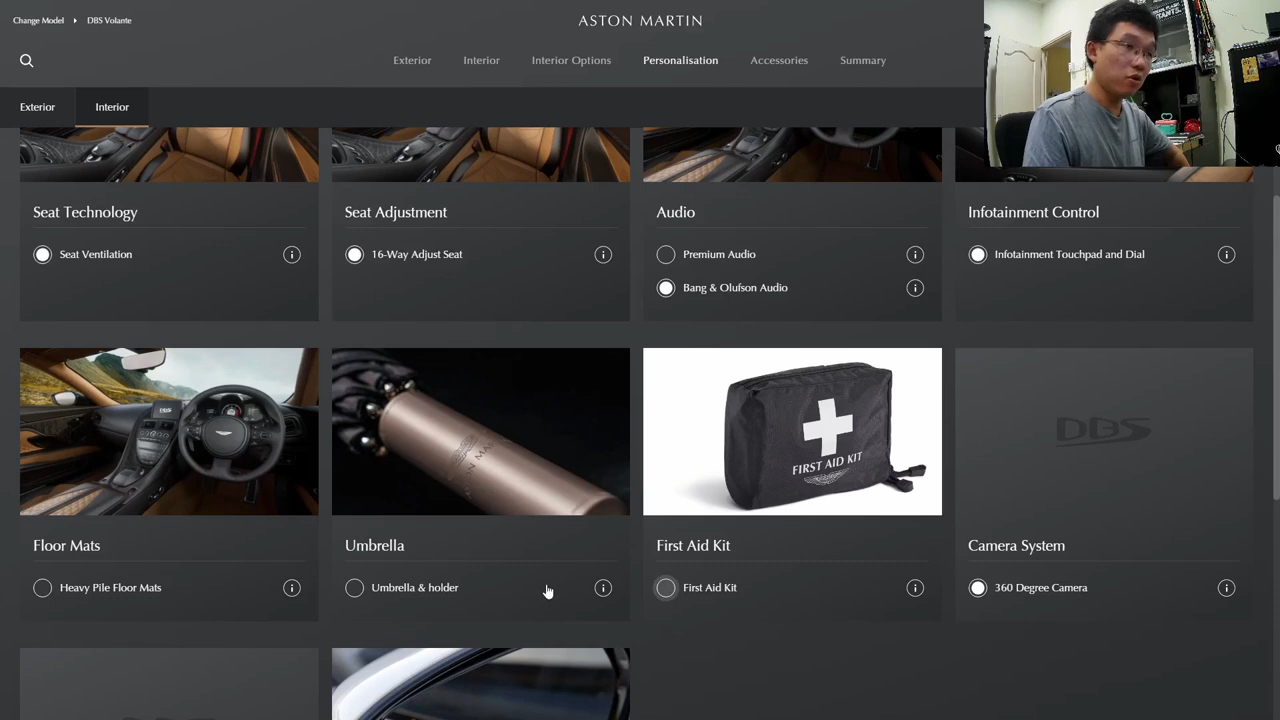 Change Model
DBS Volante
ASTON MARTIN
Exterior
Interior
Interior Options
Personalisation
Accessories
Summary
Exterior
Interior
Seat Technology
Seat Ventilation
Seat Adjustment
16-Way Adjust Seat
Audio
Premium Audio
Bang & Olufson Audio
Infotainment Control
Infotainment Touchpad and Dial
DBS
FIRST AID KIT
DBS
Floor Mats
Heavy Pile Floor Mats
Umbrella
Umbrella & holder
First Aid Kit
First Aid Kit
Camera System
360 Degree Camera